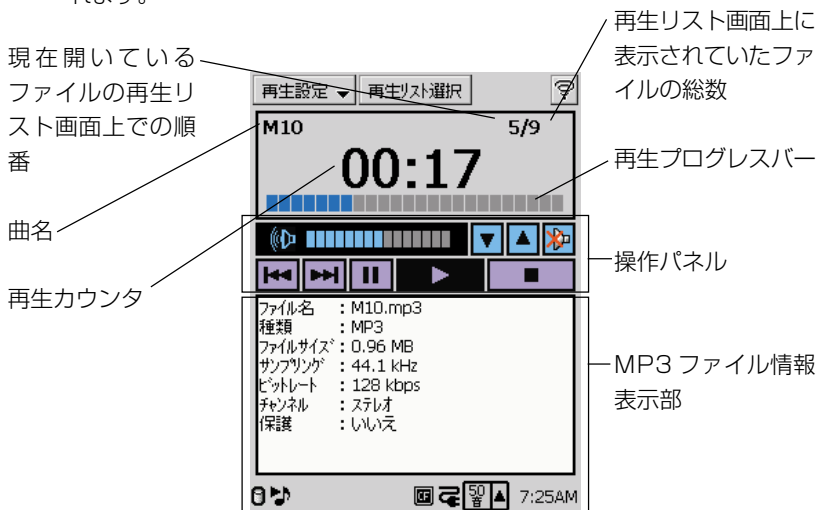 れます。
再生リスト画面上に
表示されていたファ
イルの総数
現在開いている
ファイルの再生リ
スト画面上での順
番
再生設定 再生リスト選択
M10 5/9
00:17
再生プログレスバー
曲名
操作パネル
再生カウンタ
ファイル名 : M10.mp3
種類 : MP3
ファイルサイズ : 0.96 MB
サンプリング : 44.1 kHz
ビットレート : 128 kbps
チャンネル : ステレオ
保護 : いいえ
MP3 ファイル情報
表示部
CF 50音 7:25AM